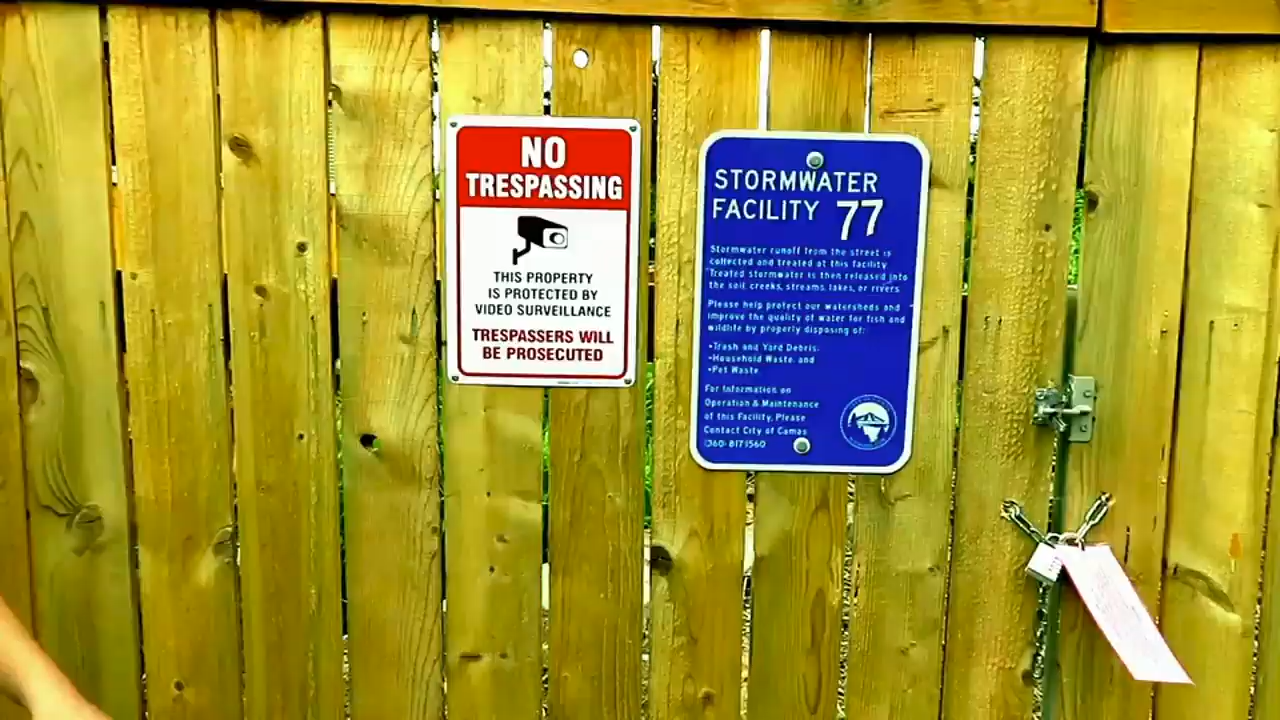 NO
TRESPASSING
THIS PROPERTY
IS PROTECTED BY
VIDEO SURVEILLANCE
TRESPASSERS WILL
BE PROSECUTED
STORMWATER
FACILITY 77
Stormwater runoff from the street is
collected and treated at this facility
Treated stormwater is then released into
the soil, creeks, streams, lakes, or rivers.
Please help protect our watersheds and
improve the quality of water for fish and
wildlife by properly disposing of:
•Trash and Yard Debris,
•Household Waste, and
•Pet Waste
For Information on
Operation & Maintenance
of this Facility, Please
Contact City of Camas
(360) 817-1560